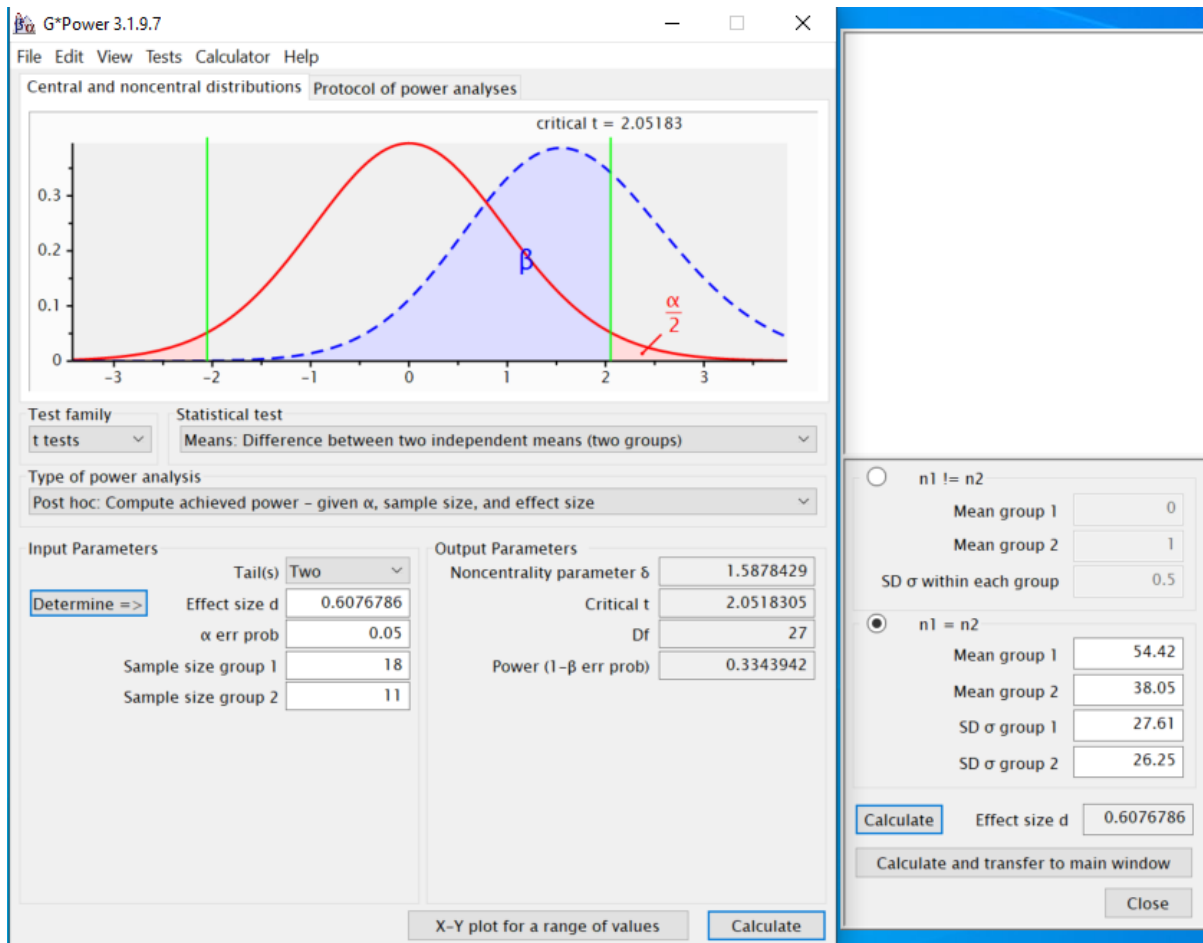 G*Power 3.1.9.7
File Edit View Tests Calculator Help
Central and noncentral distributions Protocol of power analyses
critical t = 2.05183
0.3
0.2
0.1
0
β
α
2
-3 -2 -1 0 1 2 3
Test family Statistical test
t tests Means: Difference between two independent means (two groups)
Type of power analysis
Post hoc: Compute achieved power – given α, sample size, and effect size
Input Parameters
Tail(s) Two
Determine => Effect size d 0.6076786
α err prob 0.05
Sample size group 1 18
Sample size group 2 11
Output Parameters
Noncentrality parameter δ 1.5878429
Critical t 2.0518305
Df 27
Power (1-β err prob) 0.3343942
X-Y plot for a range of values Calculate
n1 != n2
Mean group 1 0
Mean group 2 1
SD σ within each group 0.5
n1 = n2
Mean group 1 54.42
Mean group 2 38.05
SD σ group 1 27.61
SD σ group 2 26.25
Calculate Effect size d 0.6076786
Calculate and transfer to main window
Close